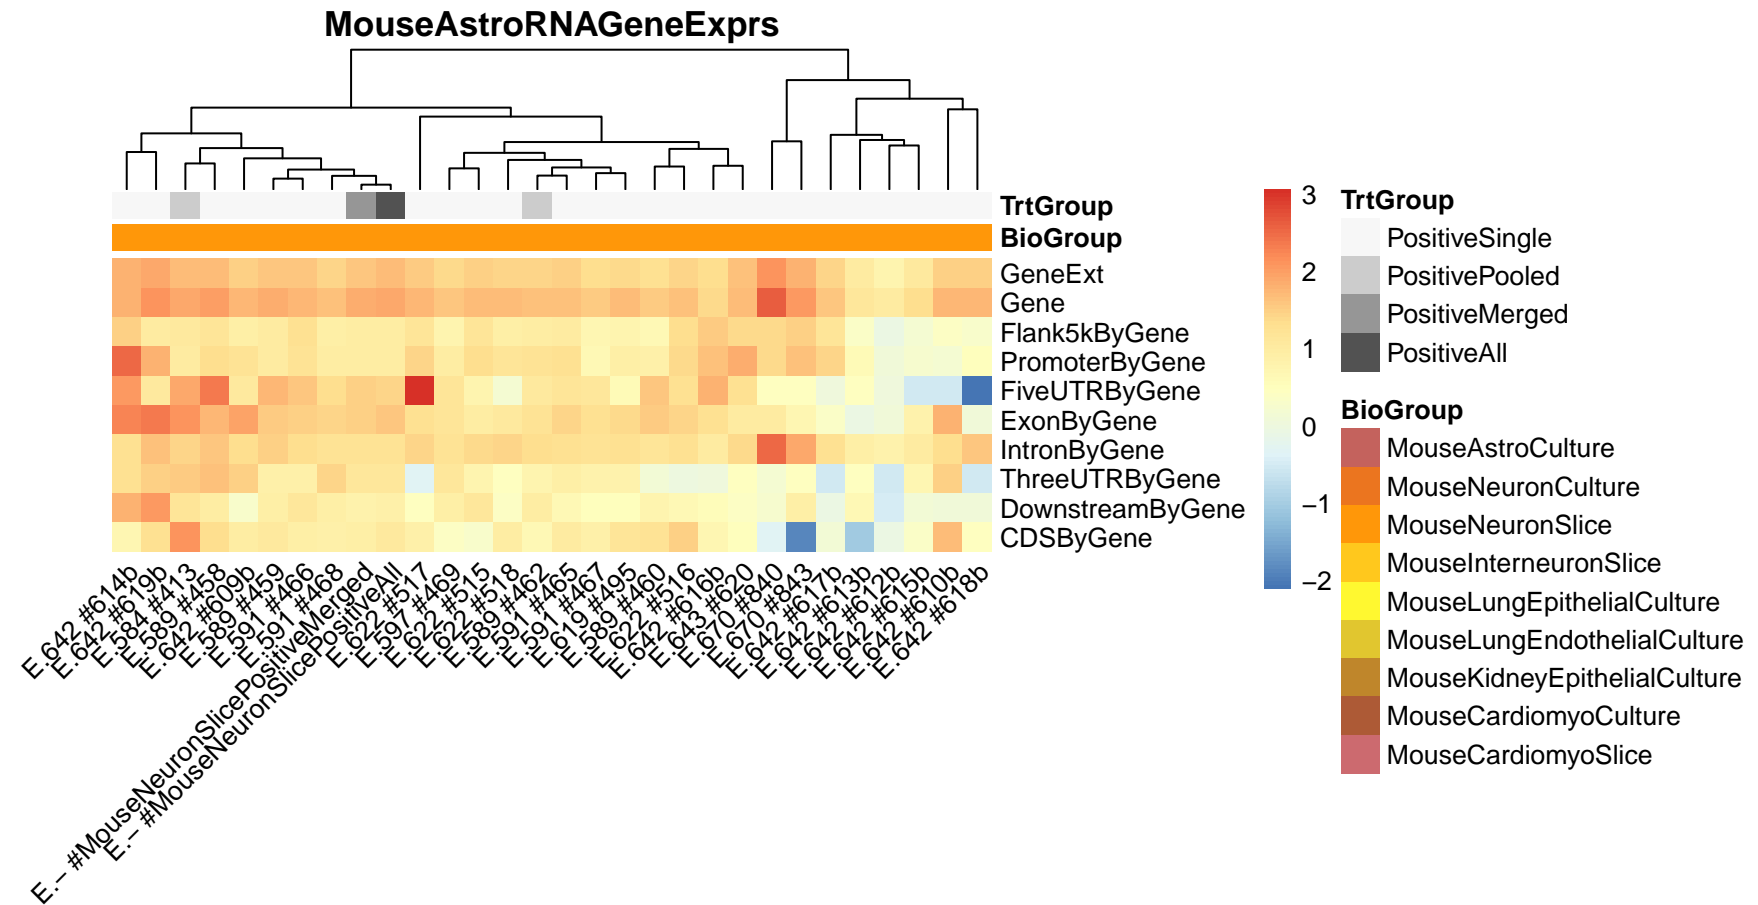 MouseAstroRNAGeneExprs
TrtGroup
BioGroup
GeneExt
Gene
Flank5kByGene
PromoterByGene
FiveUTRByGene
ExonByGene
IntronByGene
ThreeUTRByGene
DownstreamByGene
CDSByGene
E.642 #614b
E.642 #619b
E.584 #413
E.589 #458
E.642 #609b
E.589 #459
E.591 #466
E.591 #468
E.− #MouseNeuronSlicePositiveMerged
E.− #MouseNeuronSlicePositiveAll
E.622 #517
E.597 #469
E.622 #515
E.622 #518
E.589 #462
E.591 #465
E.591 #467
E.619 #495
E.589 #460
E.622 #516
E.642 #616b
E.643 #620
E.670 #840
E.670 #843
E.642 #617b
E.642 #613b
E.642 #612b
E.642 #615b
E.642 #610b
E.642 #618b
3
2
1
0
−1
−2
TrtGroup
PositiveSingle
PositivePooled
PositiveMerged
PositiveAll
BioGroup
MouseAstroCulture
MouseNeuronCulture
MouseNeuronSlice
MouseInterneuronSlice
MouseLungEpithelialCulture
MouseLungEndothelialCulture
MouseKidneyEpithelialCulture
MouseCardiomyoCulture
MouseCardiomyoSlice